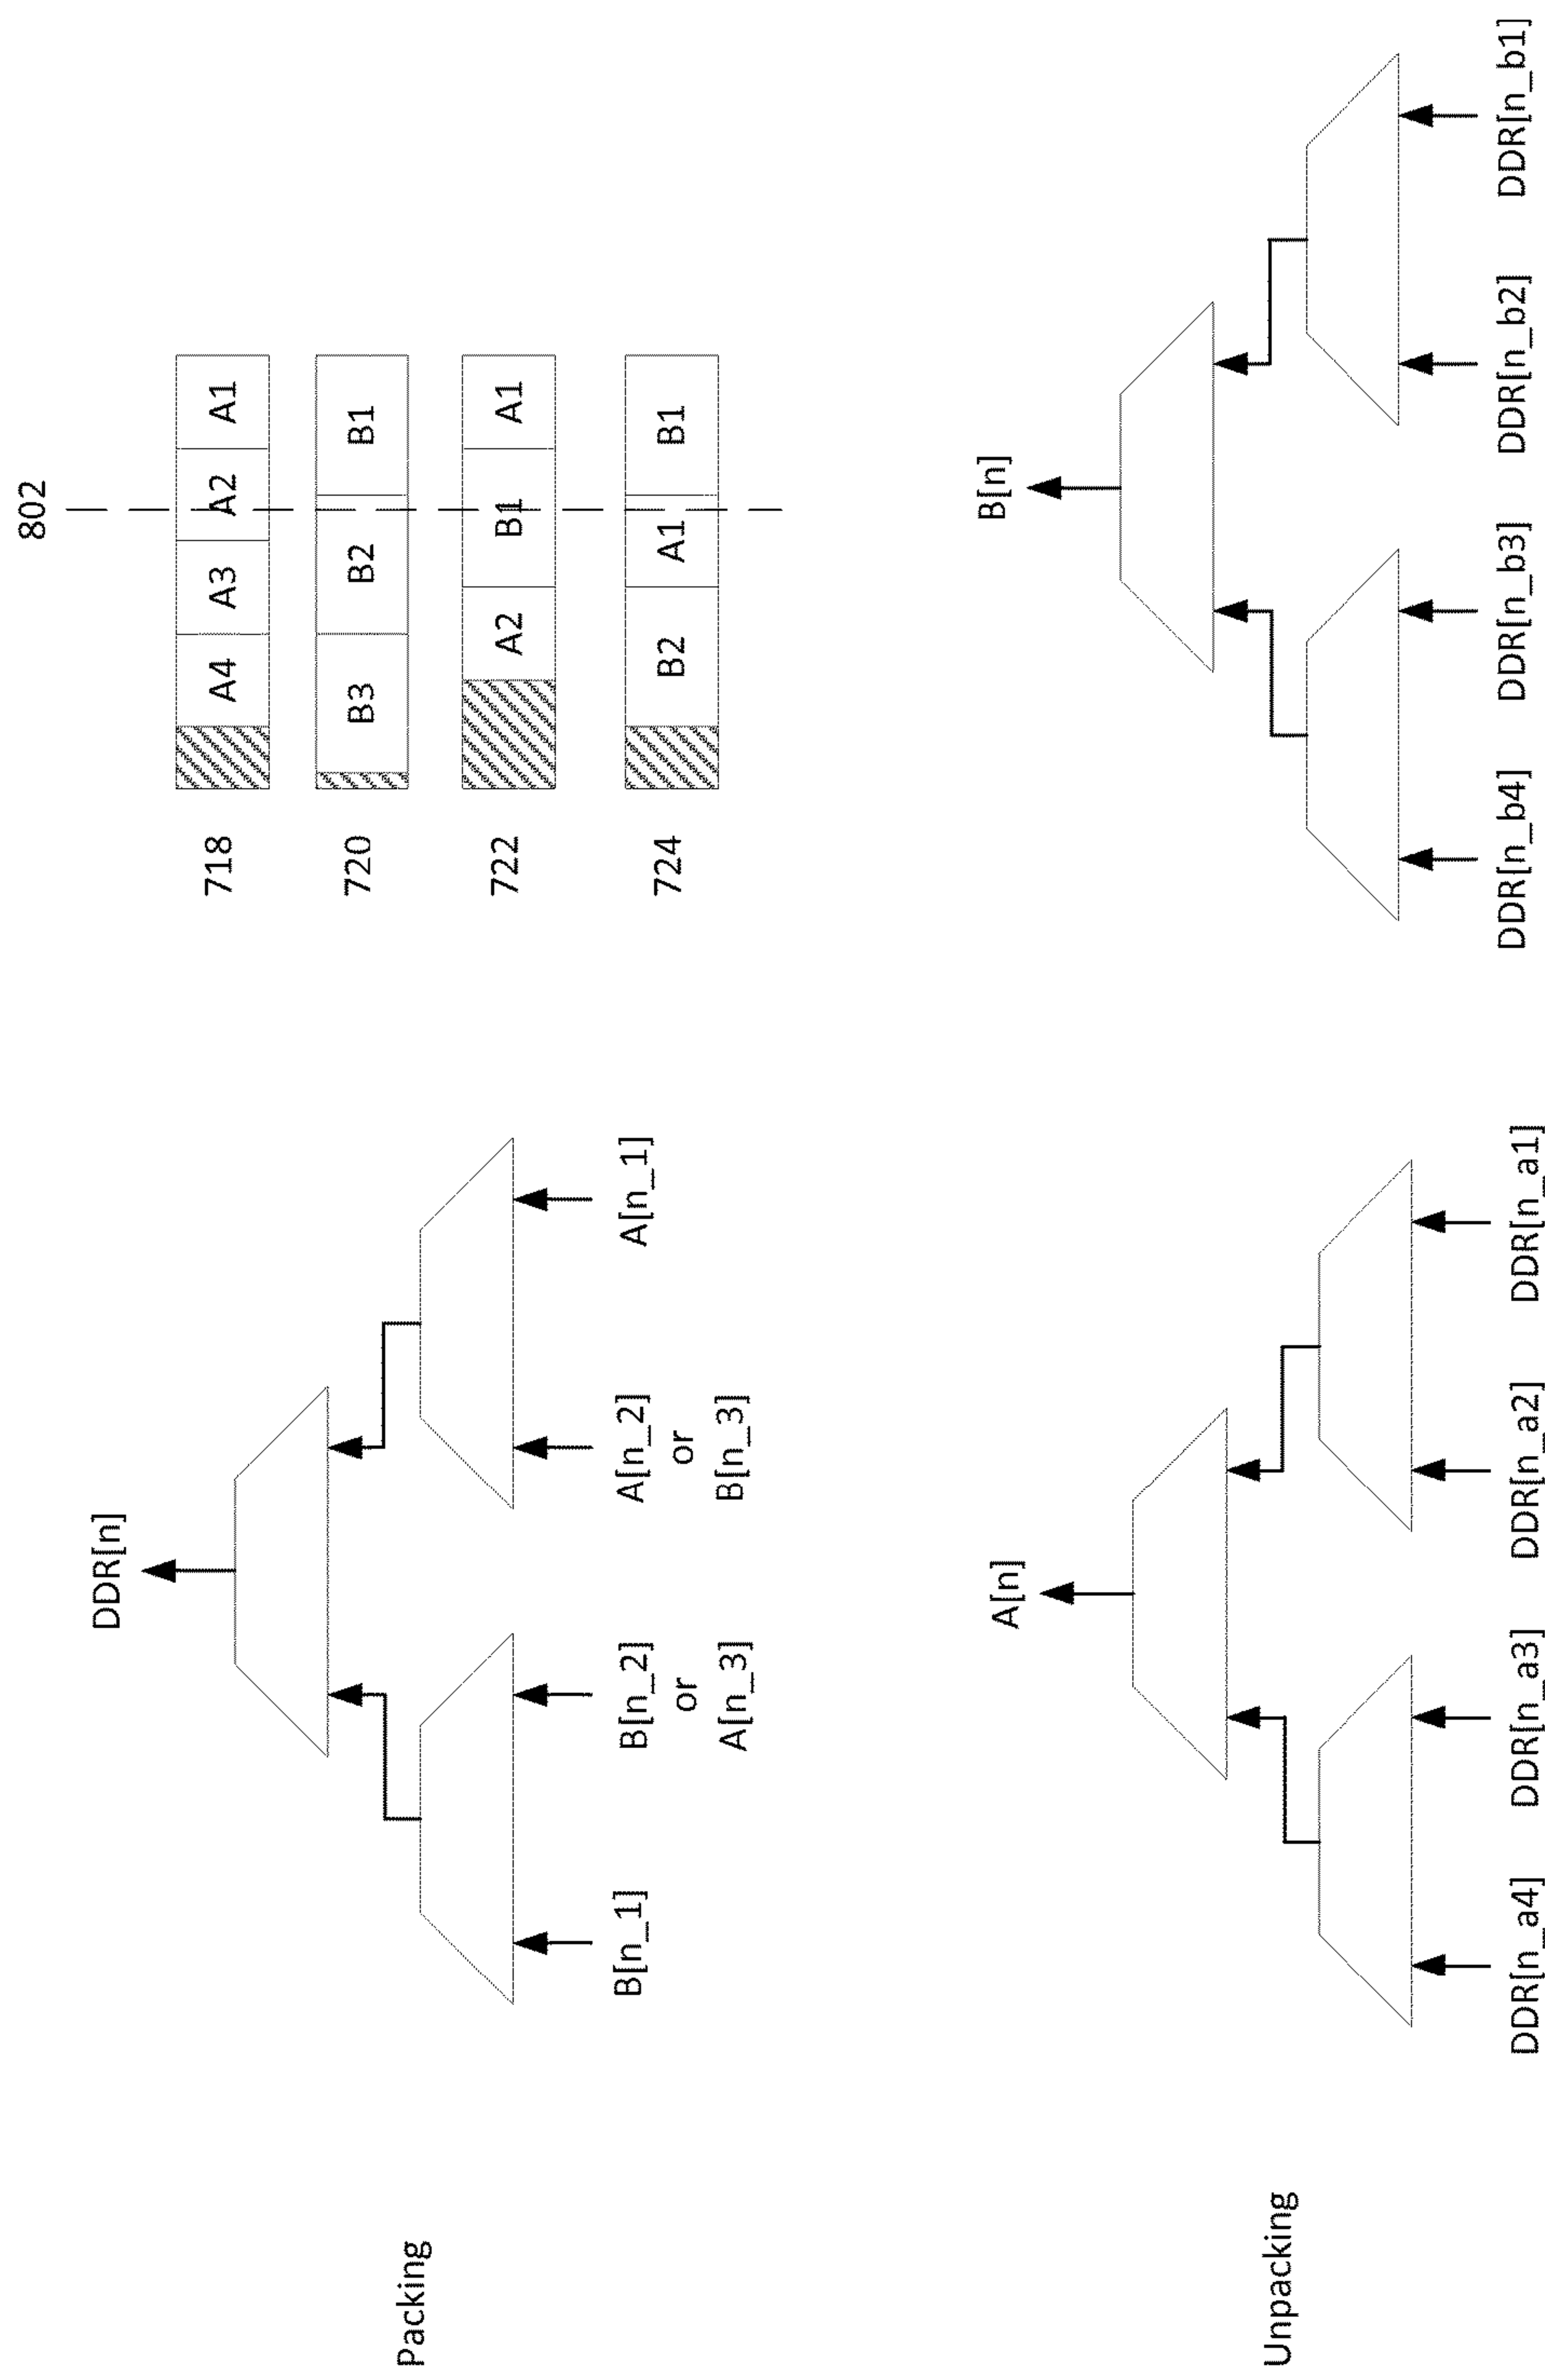 Packing
DDR[n]
B[n_1]
B[n_2]
or
A[n_3]
A[n_2]
or
B[n_3]
A[n_1]
802
718 A4 A3 A2 A1
720 B3 B2 B1
722 A2 B1 A1
724 B2 A1 B1
Unpacking
A[n]
DDR[n_a4] DDR[n_a3] DDR[n_a2] DDR[n_a1]
B[n]
DDR[n_b4] DDR[n_b3] DDR[n_b2] DDR[n_b1]